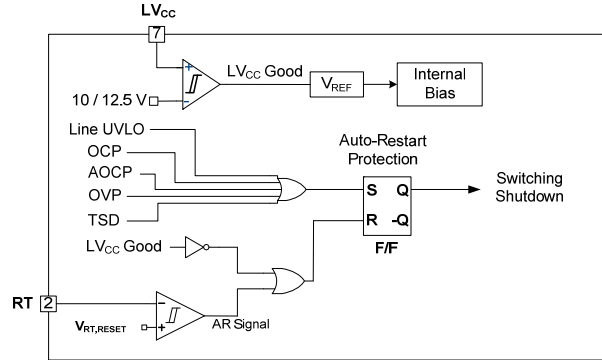 LVCC
7
+
LVCC Good
VREF
Internal
Bias
10 / 12.5 V
-
Line UVLO
OCP
AOCP
OVP
TSD
Auto-Restart
Protection
S Q
R -Q
F/F
Switching
Shutdown
LVCC Good
RT 2
-
VRT,RESET
+
AR Signal